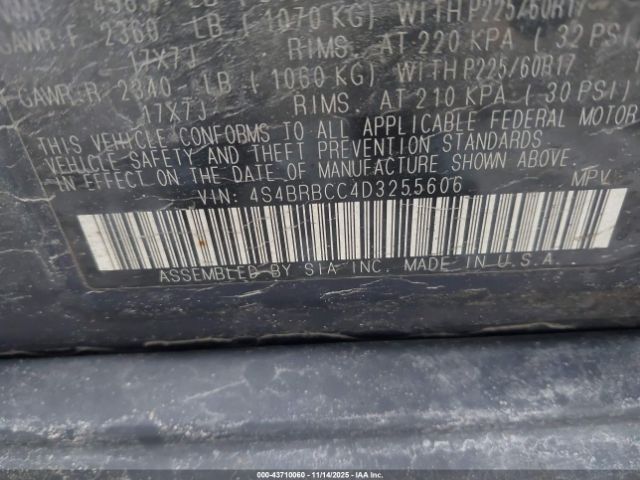 GAWR.F 2360 LB ( 1070 KG) WITH P225/60R17
17X7J RIMS. AT 220 KPA ( 32 PSI
GAWR.R 2340 LB ( 1060 KG) WITH P225/60R17
17X7J RIMS. AT 210 KPA ( 30 PSI)
THIS VEHICLE CONFORMS TO ALL APPLICABLE FEDERAL MOTOR
VEHICLE SAFETY AND THEFT PREVENTION STANDARDS
IN EFFECT ON THE DATE OF MANUFACTURE SHOWN ABOVE.
VIN: 4S4BRBCC4D3255606 MPV
ASSEMBLED BY SIA INC. MADE IN U.S.A.
000-43710060 - 11/14/2025 - IAAI.COM